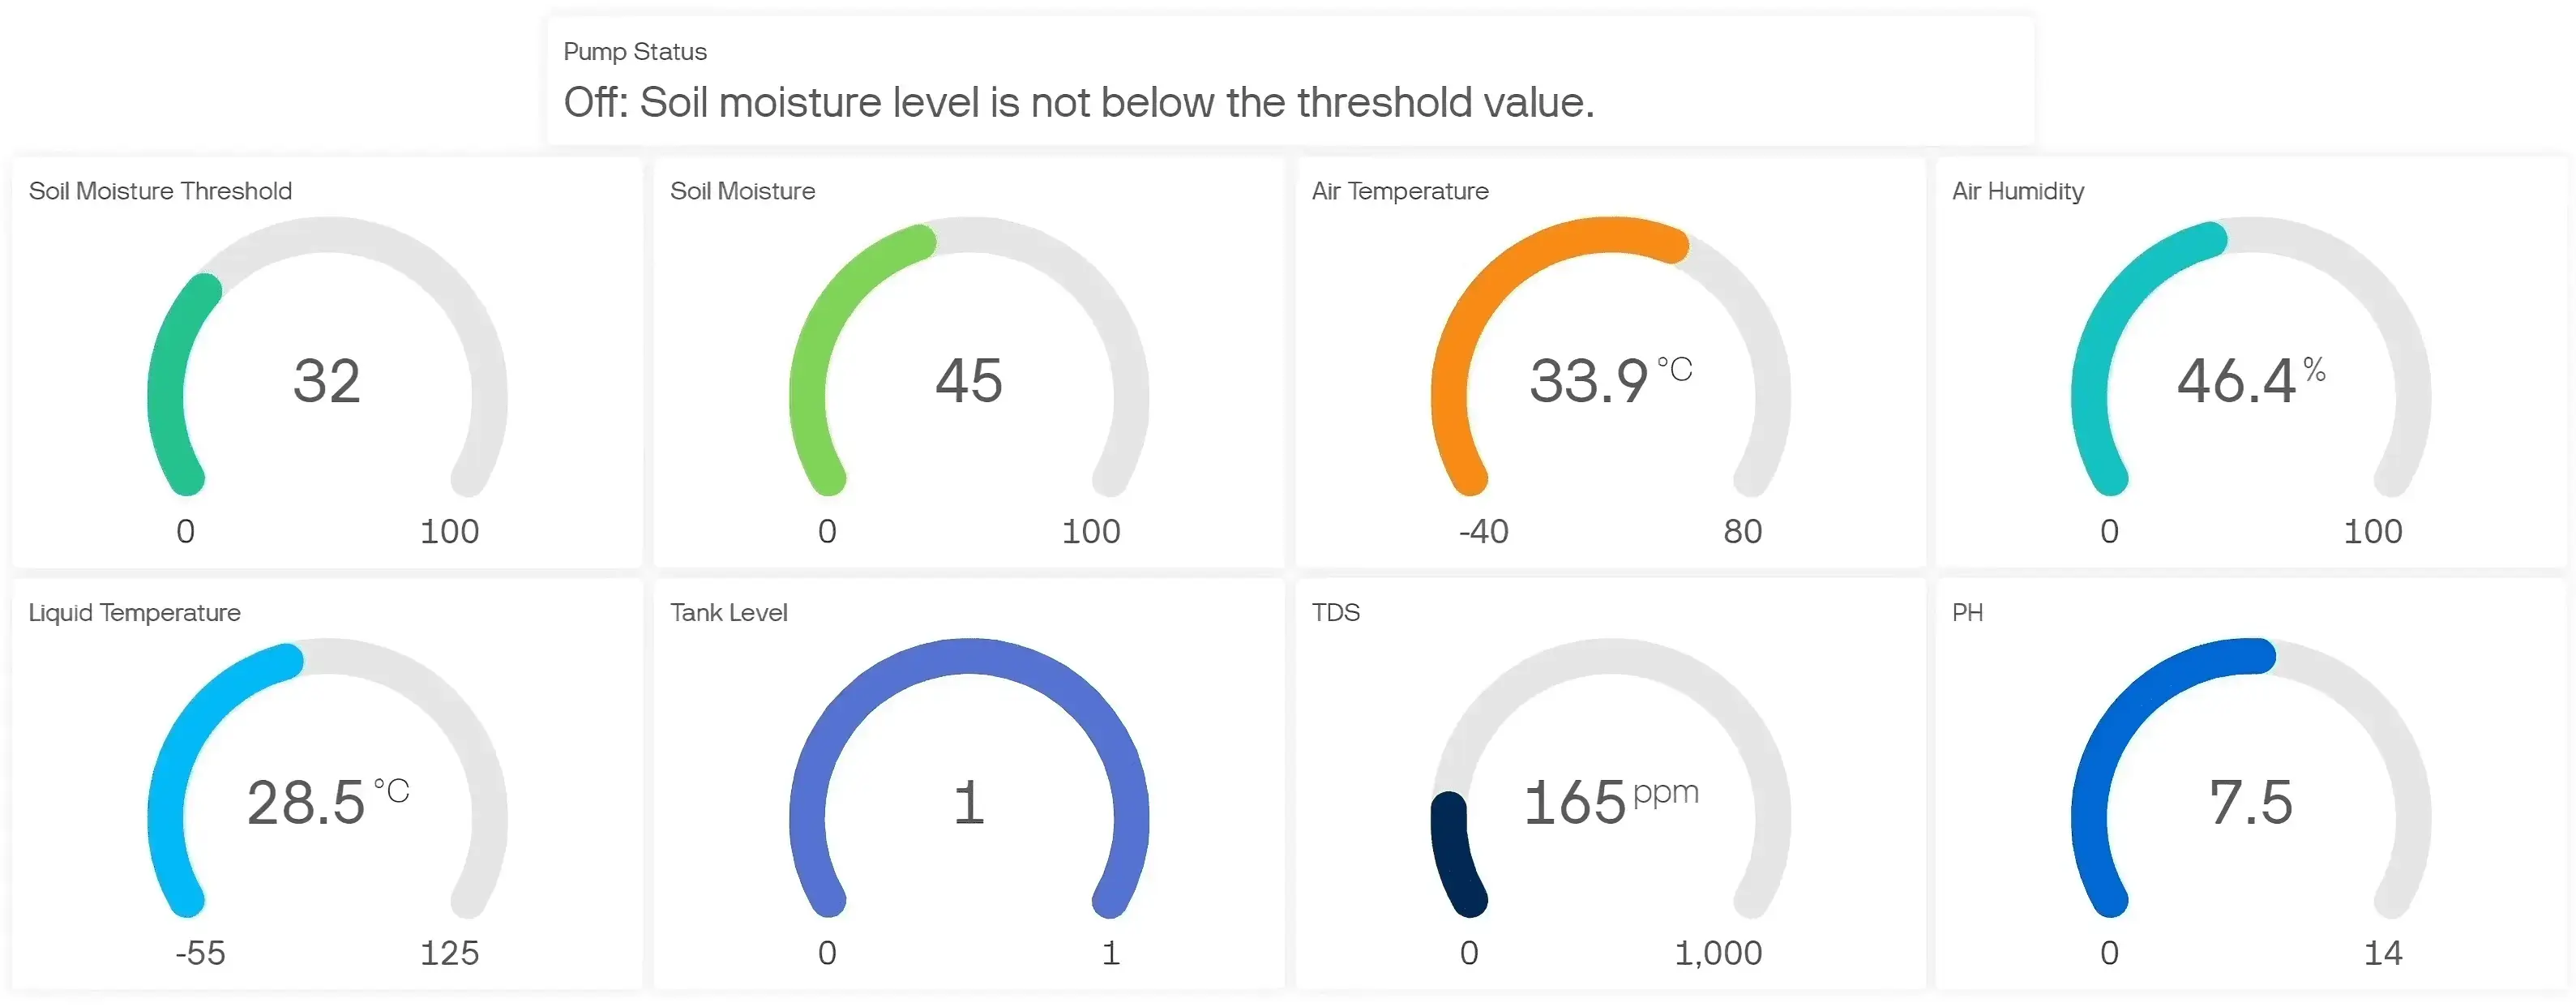 Pump Status
Off: Soil moisture level is not below the threshold value.
Soil Moisture Threshold
32
0 100
Soil Moisture
45
0 100
Air Temperature
33.9 °C
-40 80
Air Humidity
46.4 %
0 100
Liquid Temperature
28.5 °C
-55 125
Tank Level
1
0 1
TDS
165 ppm
0 1,000
PH
7.5
0 14